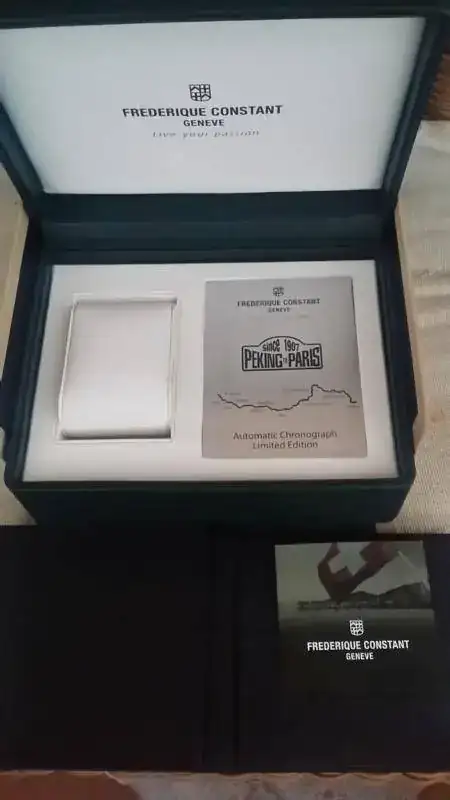 FREDERIQUE CONSTANT
GENEVE
Live your passion
FREDERIQUE CONSTANT
GENEVE
since 1907
PEKING TO PARIS
Automatic Chronograph
Limited Edition
FREDERIQUE CONSTANT
GENEVE